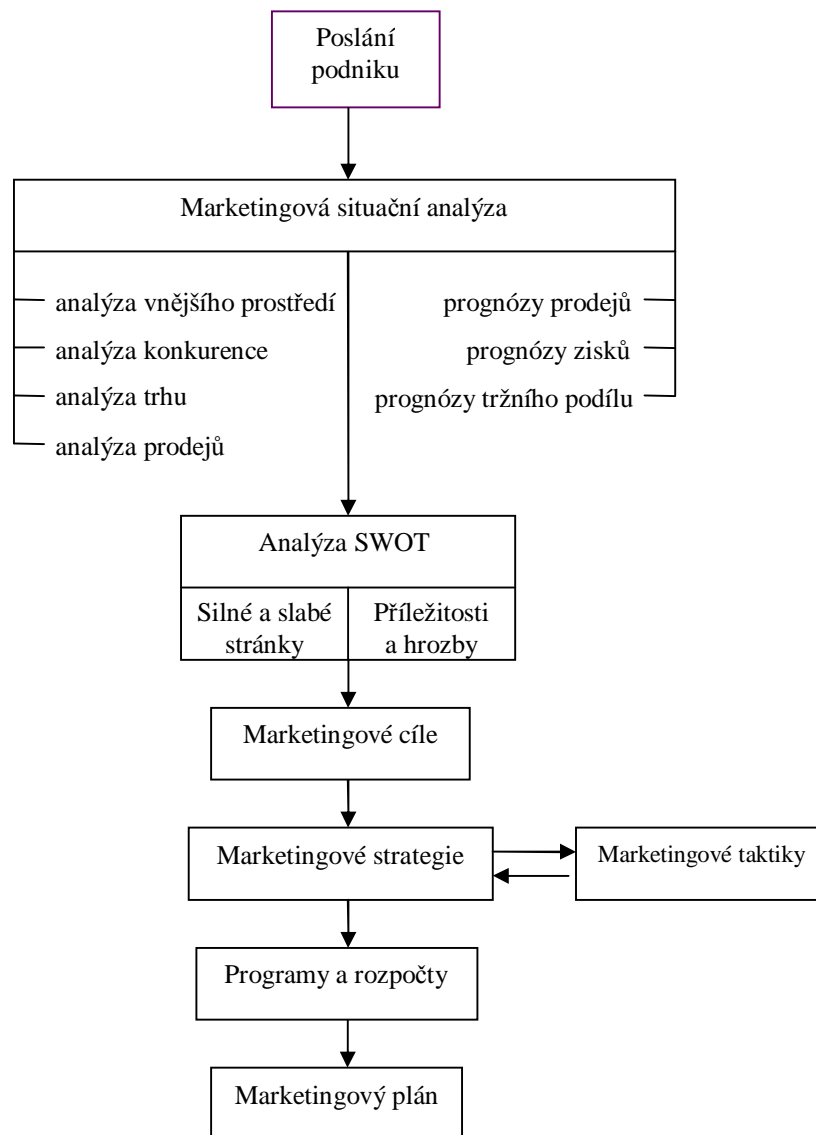 Poslání
podniku
Marketingová situační analýza
analýza vnějšího prostředí
analýza konkurence
analýza trhu
analýza prodejů
prognózy prodejů
prognózy zisků
prognózy tržního podílu
Analýza SWOT
Silné a slabé
stránky
Příležitosti
a hrozby
Marketingové cíle
Marketingové strategie
Marketingové taktiky
Programy a rozpočty
Marketingový plán